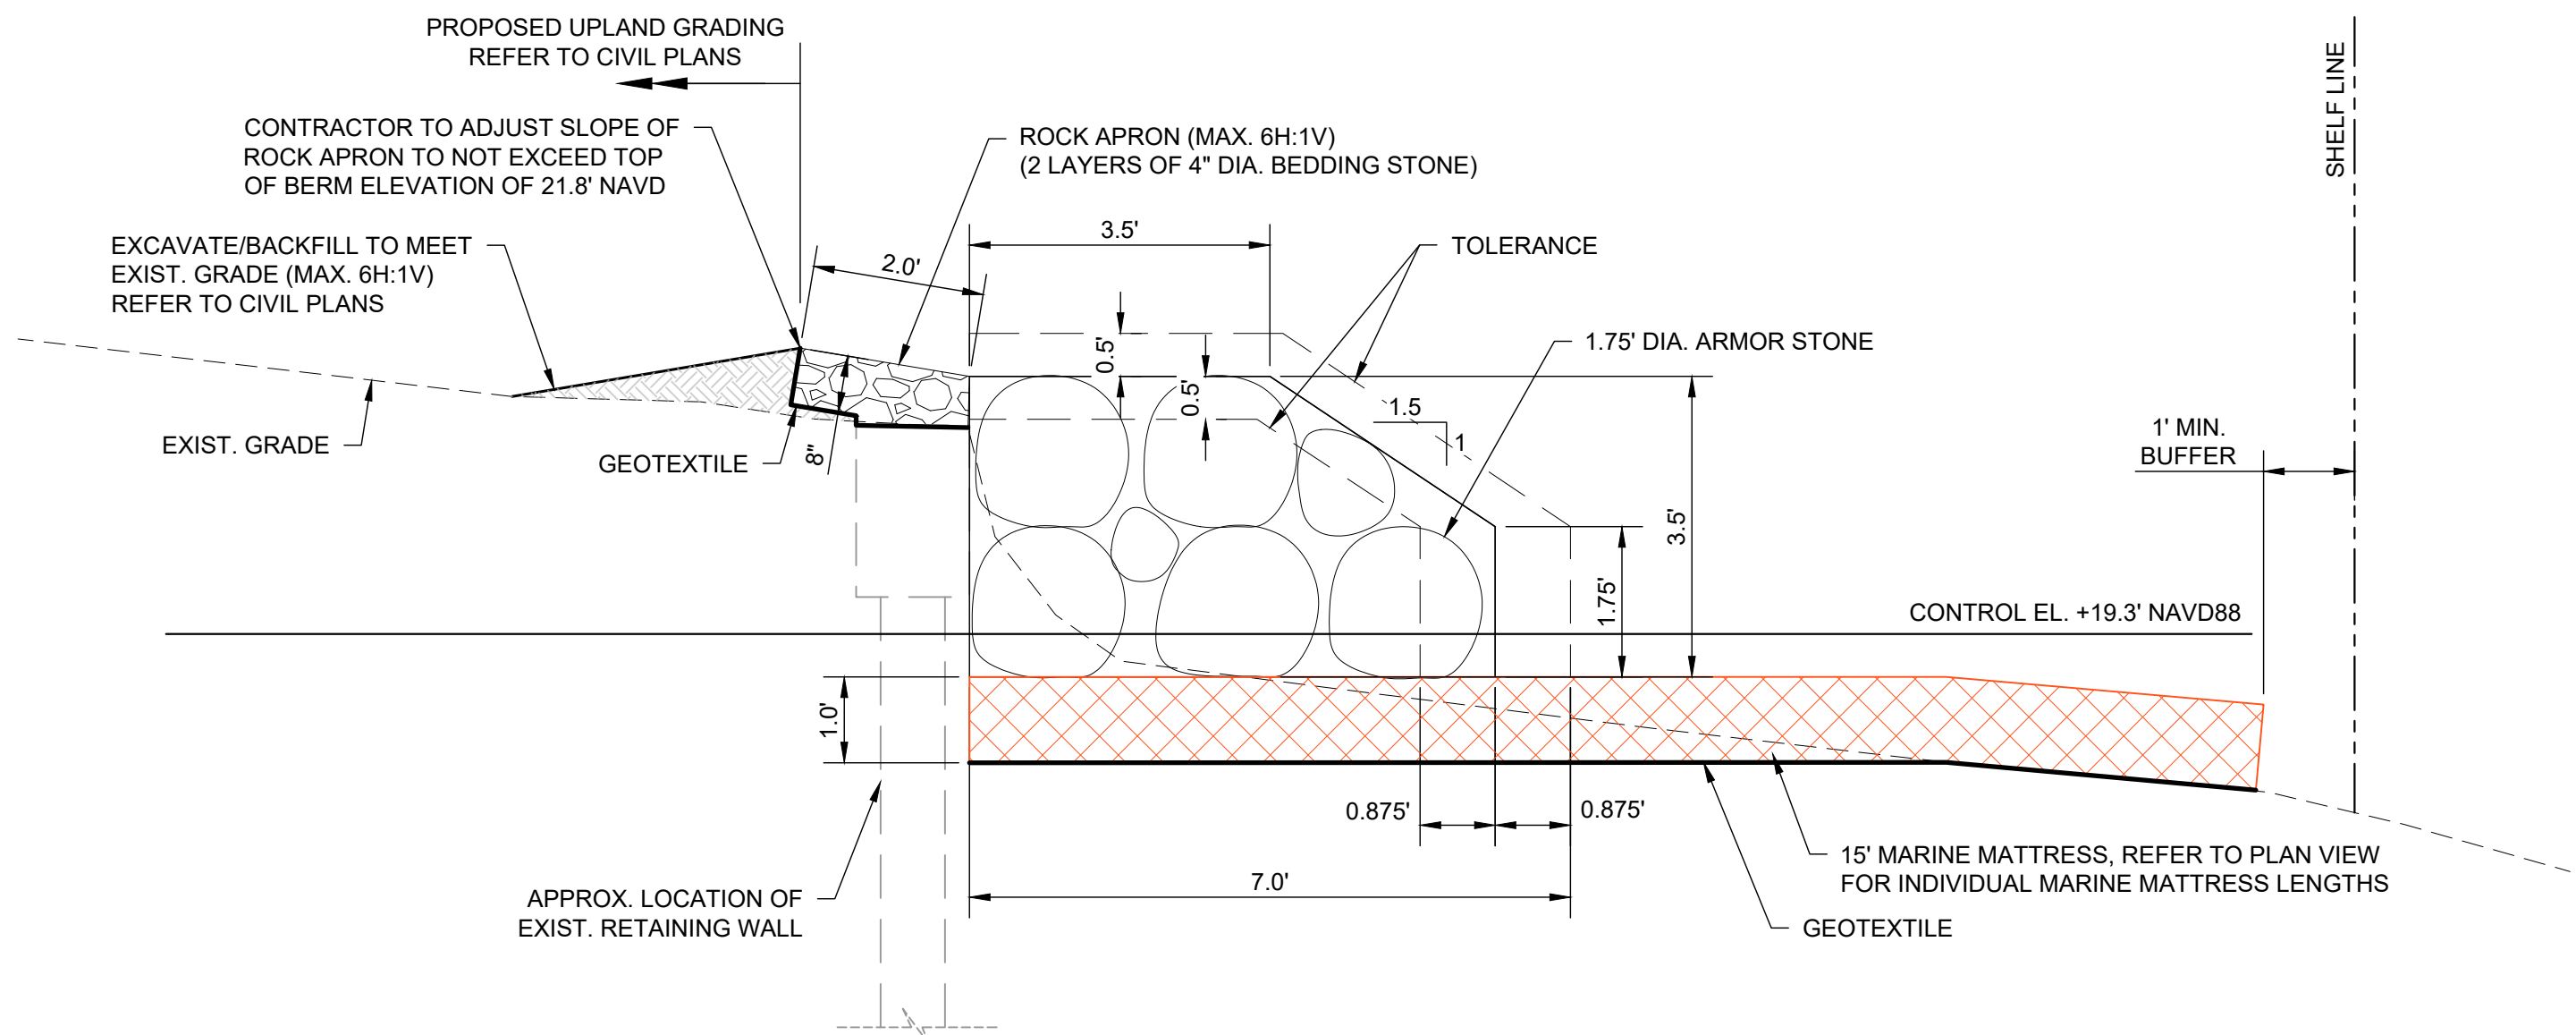 PROPOSED UPLAND GRADING
REFER TO CIVIL PLANS
CONTRACTOR TO ADJUST SLOPE OF
ROCK APRON TO NOT EXCEED TOP
OF BERM ELEVATION OF 21.8' NAVD
ROCK APRON (MAX. 6H:1V)
(2 LAYERS OF 4" DIA. BEDDING STONE)
SHELF LINE
EXCAVATE/BACKFILL TO MEET
EXIST. GRADE (MAX. 6H:1V)
REFER TO CIVIL PLANS
2.0'
3.5'
TOLERANCE
0.5'
0.5'
1.75' DIA. ARMOR STONE
1.5
1
EXIST. GRADE
GEOTEXTILE
8"
1' MIN.
BUFFER
3.5'
1.75'
CONTROL EL. +19.3' NAVD88
1.0'
0.875'
0.875'
15' MARINE MATTRESS, REFER TO PLAN VIEW
FOR INDIVIDUAL MARINE MATTRESS LENGTHS
7.0'
APPROX. LOCATION OF
EXIST. RETAINING WALL
GEOTEXTILE